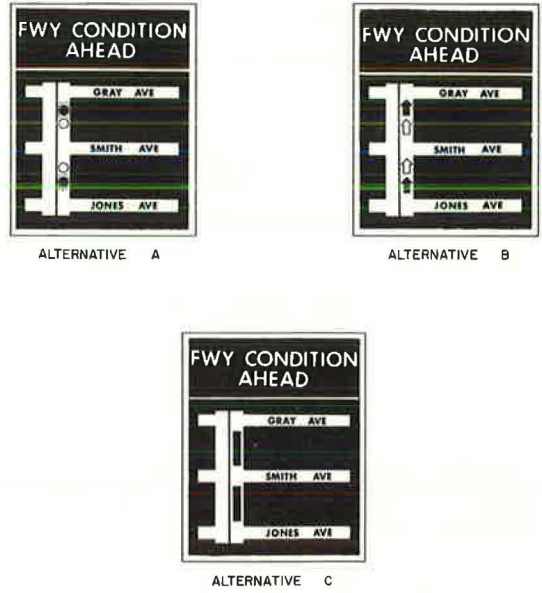 FWY CONDITION
AHEAD
GRAY AVE
SMITH AVE
JONES AVE
ALTERNATIVE A
FWY CONDITION
AHEAD
GRAY AVE
SMITH AVE
JONES AVE
ALTERNATIVE B
FWY CONDITION
AHEAD
GRAY AVE
SMITH AVE
JONES AVE
ALTERNATIVE C